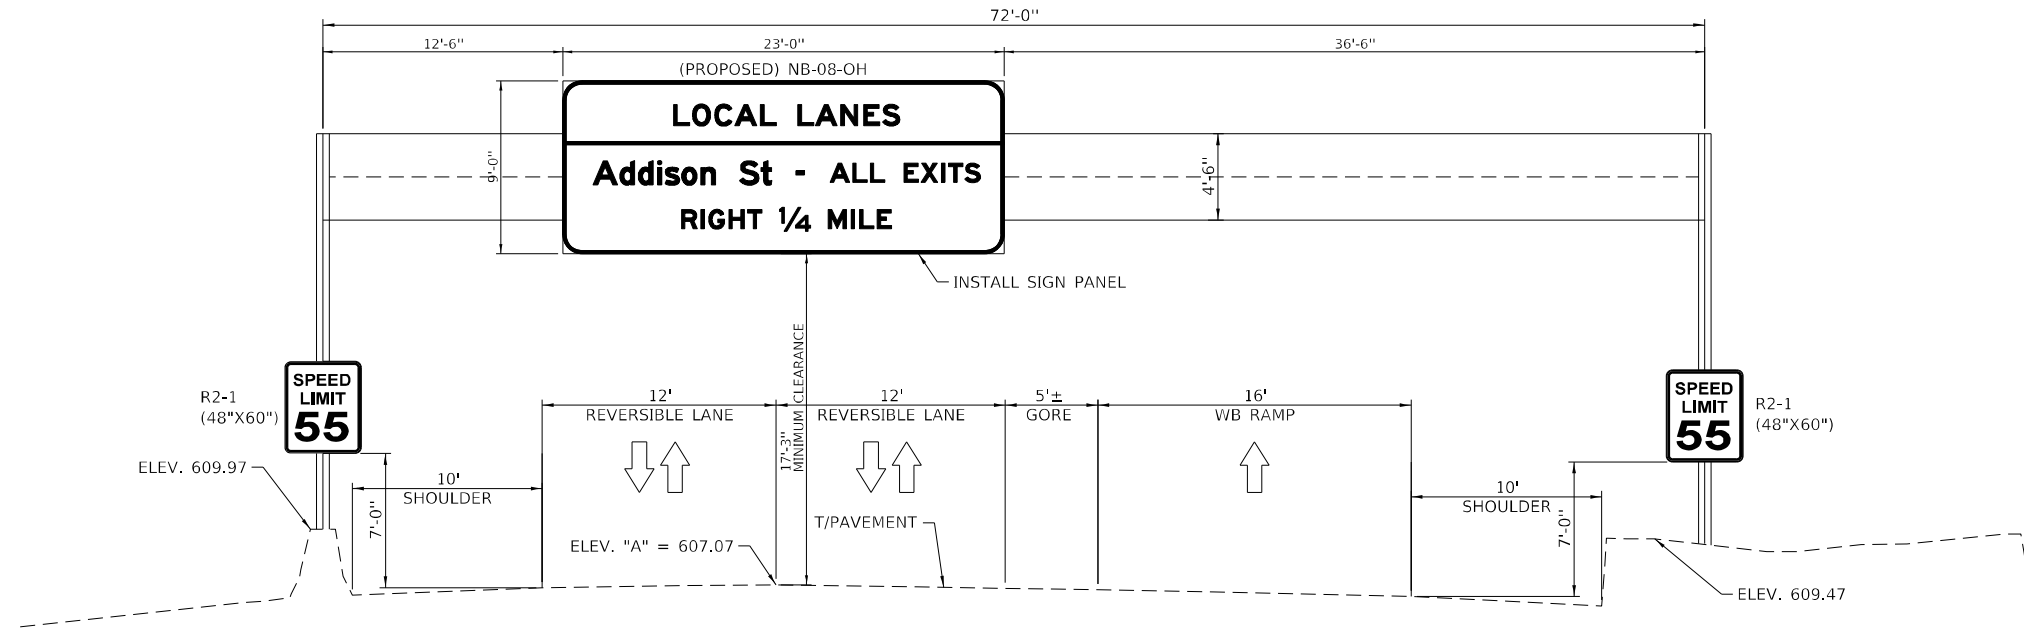 72'-0"
12'-6"
23'-0"
36'-6"
(PROPOSED) NB-08-OH
LOCAL LANES
Addison St - ALL EXITS
RIGHT 1/4 MILE
9'-0"
4'-6"
INSTALL SIGN PANEL
17'-3"
MINIMUM CLEARANCE
SPEED
LIMIT
55
R2-1
(48"X60")
ELEV. 609.97
7'-0"
10'
SHOULDER
12'
REVERSIBLE LANE
12'
REVERSIBLE LANE
5'±
GORE
16'
WB RAMP
SPEED
LIMIT
55
R2-1
(48"X60")
10'
SHOULDER
7'-0"
T/PAVEMENT
ELEV. "A" = 607.07
ELEV. 609.47